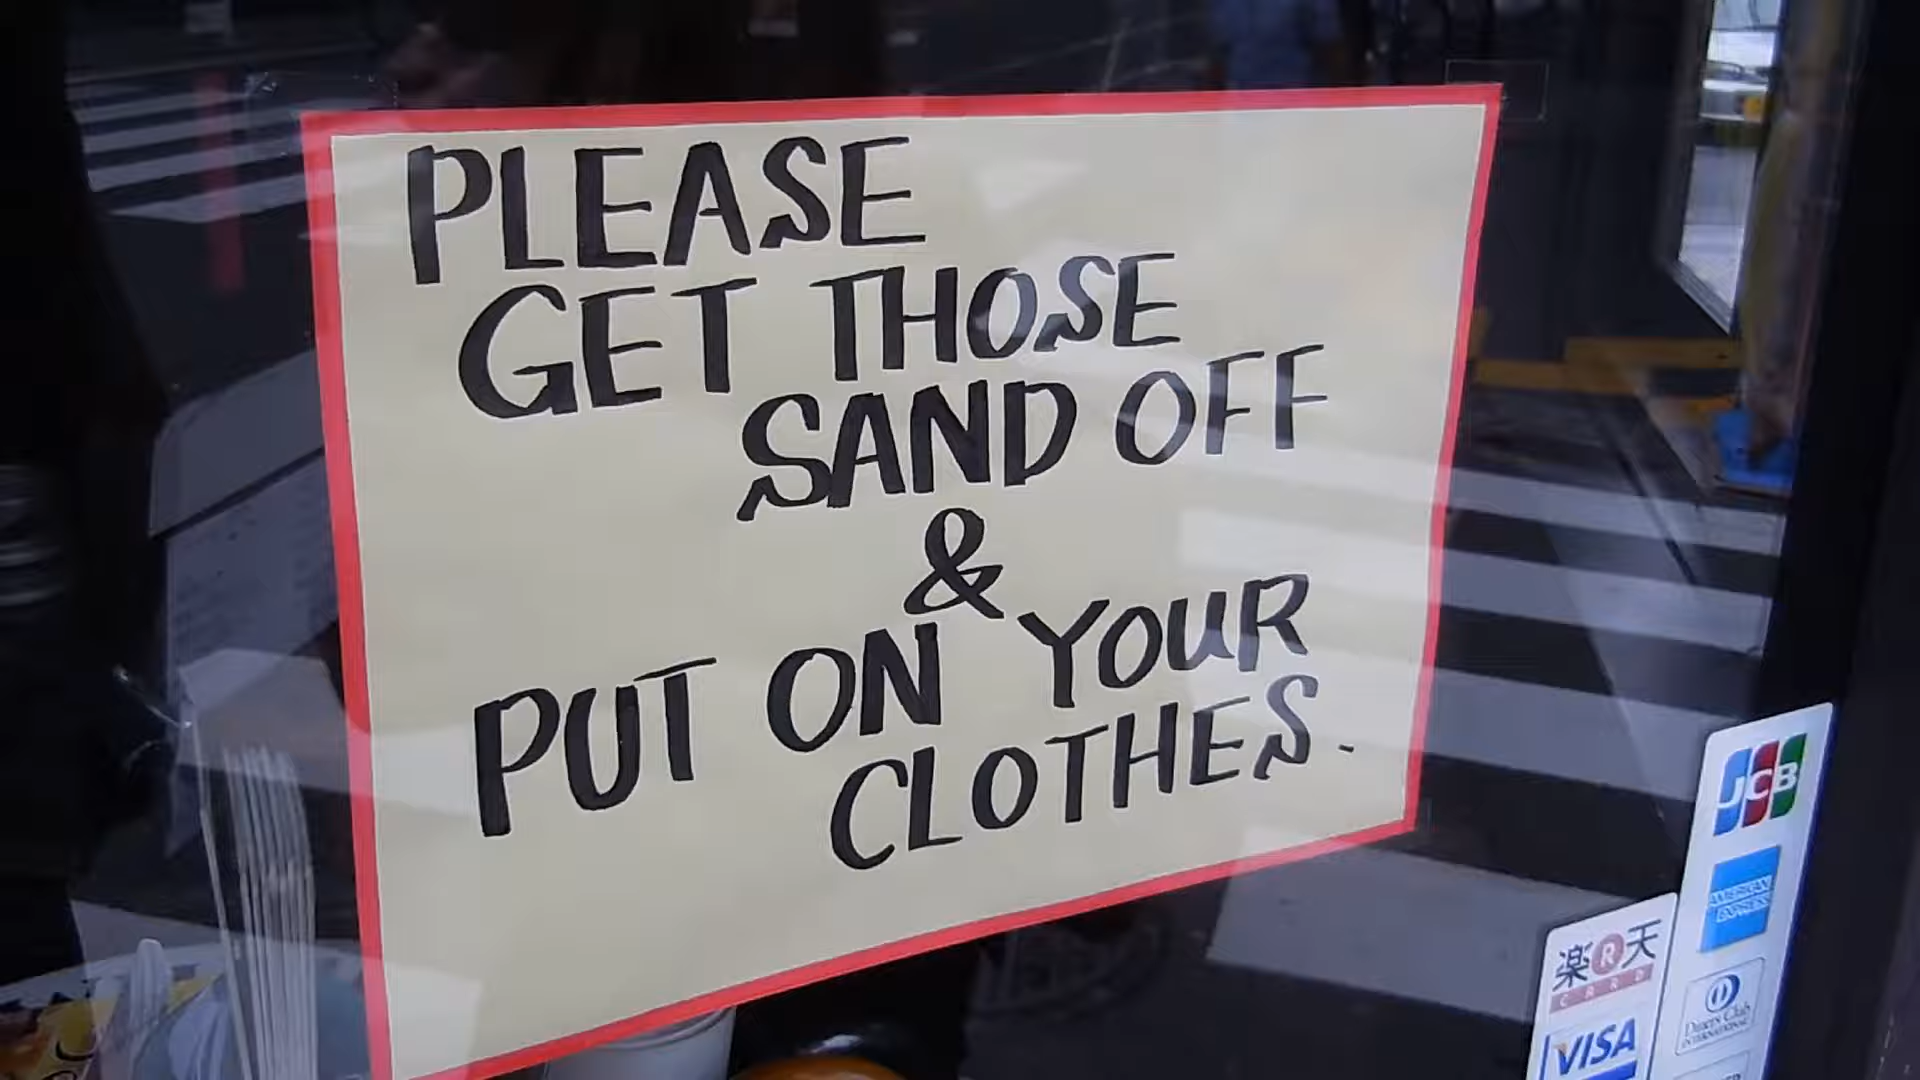 PLEASE
GET THOSE
SAND OFF
&
PUT ON YOUR
CLOTHES.
JCB
AMERICAN
EXPRESS
楽R天
CARD
Diners Club
INTERNATIONAL
VISA